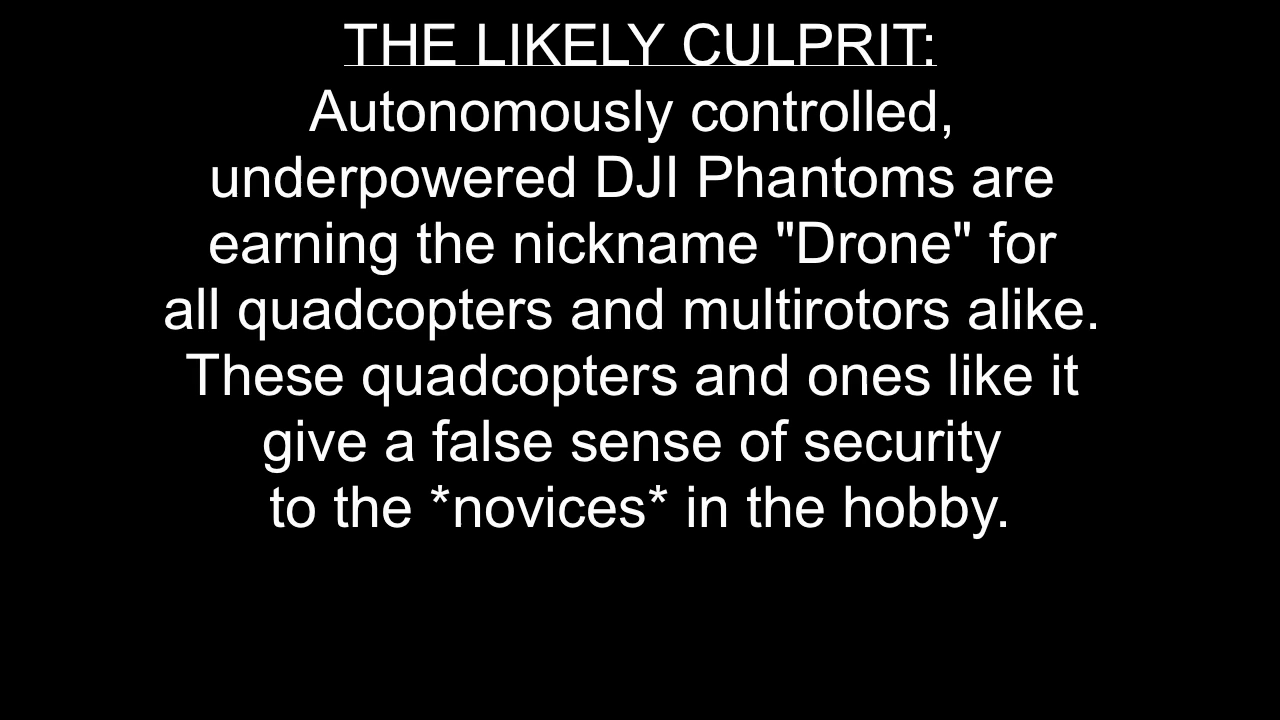 THE LIKELY CULPRIT:
Autonomously controlled,
underpowered DJI Phantoms are
earning the nickname "Drone" for
all quadcopters and multirotors alike.
These quadcopters and ones like it
give a false sense of security
to the *novices* in the hobby.